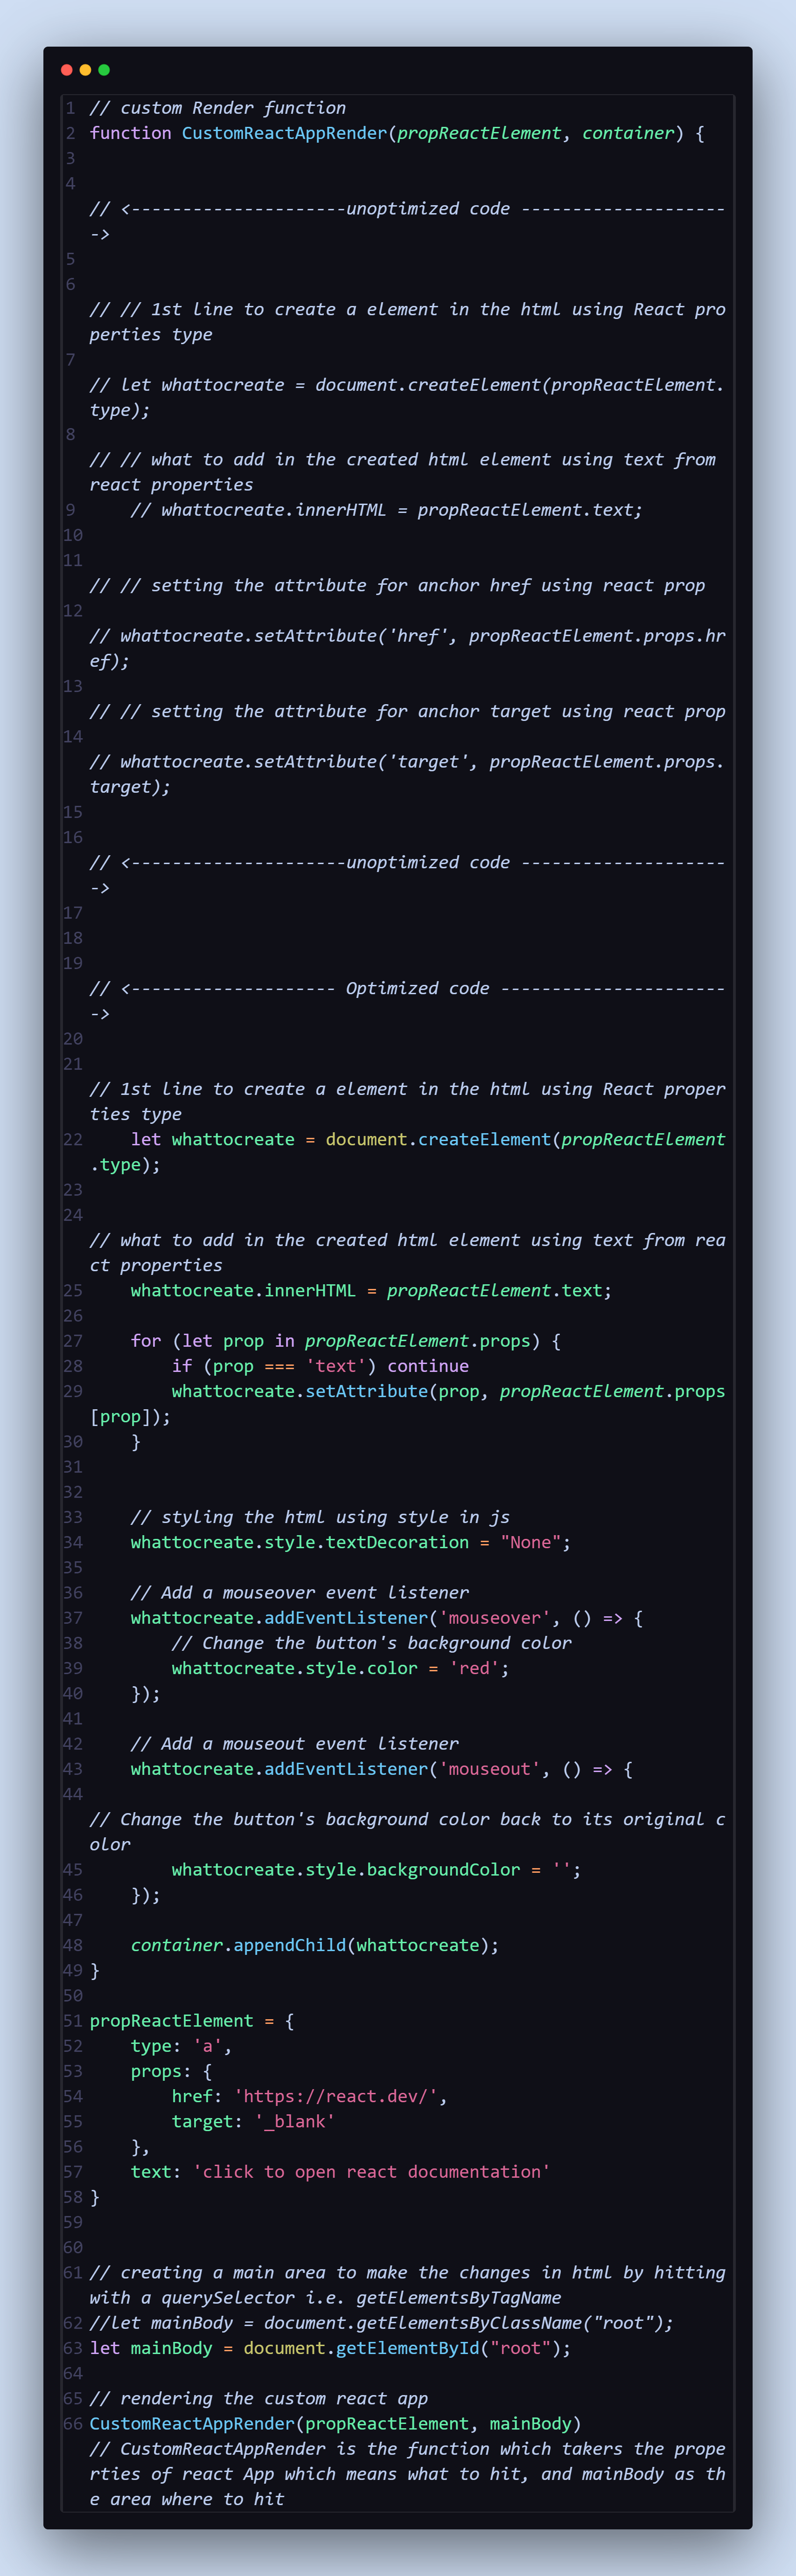 1 // custom Render function
2 function CustomReactAppRender(propReactElement, container) {
3
4
// <---------------------unoptimized code --------------------
->
5
6
// // 1st line to create a element in the html using React pro
perties type
7
// let whattocreate = document.createElement(propReactElement.
type);
8
// // what to add in the created html element using text from
react properties
9     // whattocreate.innerHTML = propReactElement.text;
10
11
// // setting the attribute for anchor href using react prop
12
// whattocreate.setAttribute('href', propReactElement.props.hr
ef);
13
// // setting the attribute for anchor target using react prop
14
// whattocreate.setAttribute('target', propReactElement.props.
target);
15
16
// <---------------------unoptimized code --------------------
->
17
18
19
// <-------------------- Optimized code ----------------------
->
20
21
// 1st line to create a element in the html using React proper
ties type
22     let whattocreate = document.createElement(propReactElement
.type);
23
24
// what to add in the created html element using text from rea
ct properties
25     whattocreate.innerHTML = propReactElement.text;
26
27     for (let prop in propReactElement.props) {
28         if (prop === 'text') continue
29         whattocreate.setAttribute(prop, propReactElement.props
[prop]);
30     }
31
32
33     // styling the html using style in js
34     whattocreate.style.textDecoration = "None";
35
36     // Add a mouseover event listener
37     whattocreate.addEventListener('mouseover', () => {
38         // Change the button's background color
39         whattocreate.style.color = 'red';
40     });
41
42     // Add a mouseout event listener
43     whattocreate.addEventListener('mouseout', () => {
44
// Change the button's background color back to its original c
olor
45         whattocreate.style.backgroundColor = '';
46     });
47
48     container.appendChild(whattocreate);
49 }
50
51 propReactElement = {
52     type: 'a',
53     props: {
54         href: 'https://react.dev/',
55         target: '_blank'
56     },
57     text: 'click to open react documentation'
58 }
59
60
61 // creating a main area to make the changes in html by hitting
with a querySelector i.e. getElementsByTagName
62 //let mainBody = document.getElementsByClassName("root");
63 let mainBody = document.getElementById("root");
64
65 // rendering the custom react app
66 CustomReactAppRender(propReactElement, mainBody)
// CustomReactAppRender is the function which takers the prope
rties of react App which means what to hit, and mainBody as th
e area where to hit